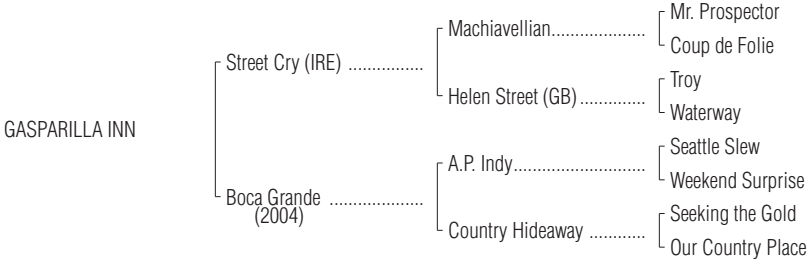 Mr. Prospector
Machiavellian....................
Coup de Folie
Street Cry (IRE) ................
Troy
Helen Street (GB)..............
Waterway
GASPARILLA INN
Seattle Slew
A.P. Indy............................
Weekend Surprise
Boca Grande ....................
(2004)
Seeking the Gold
Country Hideaway ............
Our Country Place